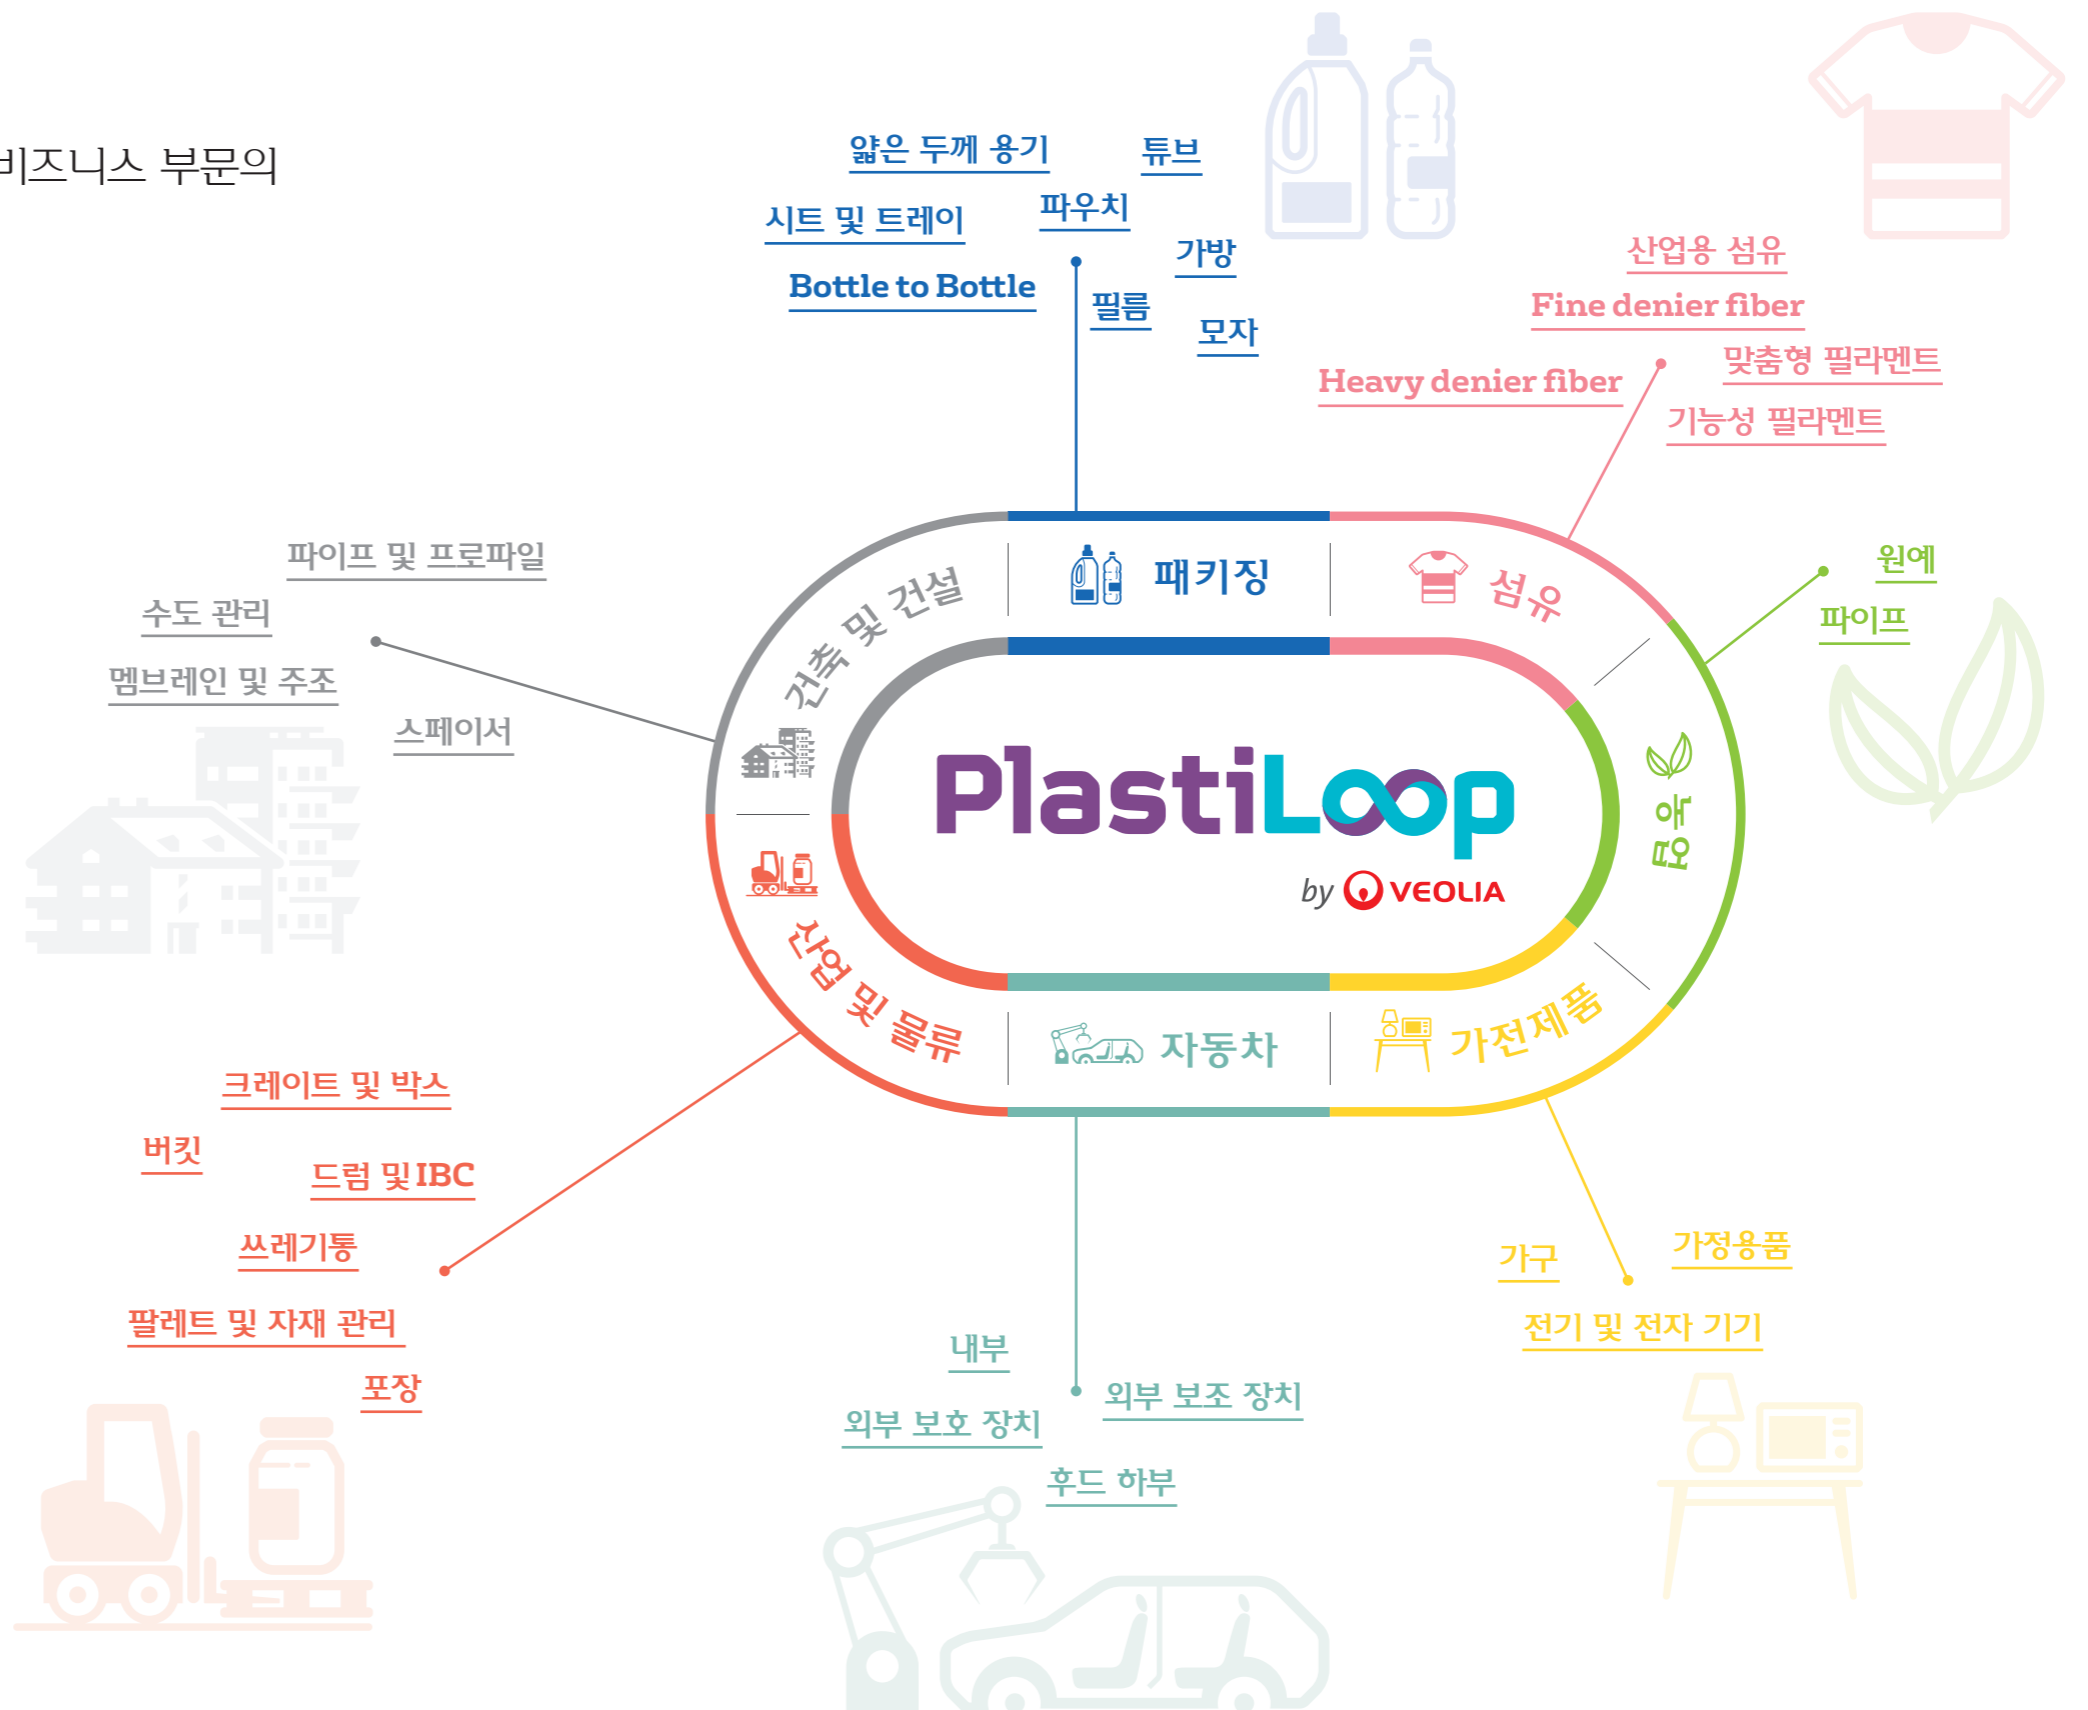 비즈니스 부문의
얇은 두께 용기
튜브
시트 및 트레이
파우치
가방
Bottle to Bottle
필름
모자
산업용 섬유
Fine denier fiber
맞춤형 필라멘트
Heavy denier fiber
기능성 필라멘트
파이프 및 프로파일
수도 관리
멤브레인 및 주조
스페이서
원예
파이프
건축 및 건설
패키징
섬유
농업
PlastiLoop
by VEOLIA
산업 및 물류
자동차
가전제품
크레이트 및 박스
버킷
드럼 및 IBC
쓰레기통
팔레트 및 자재 관리
포장
내부
외부 보조 장치
외부 보호 장치
후드 하부
가구
가정용품
전기 및 전자 기기